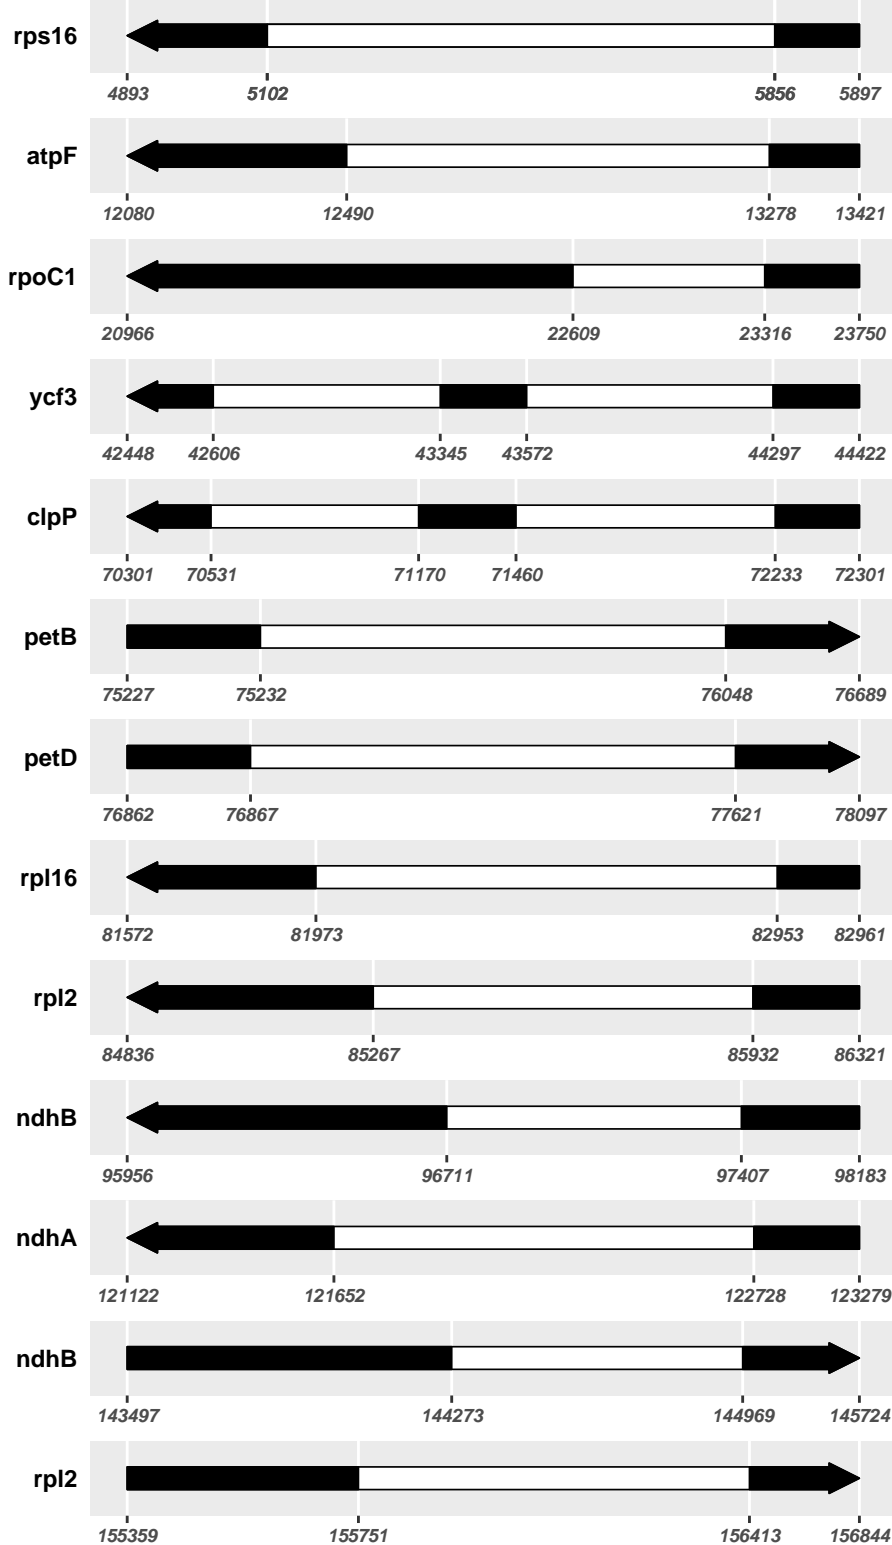 rps16
4893 5102 5856 5897
atpF
12080 12490 13278 13421
rpoC1
20966 22609 23316 23750
ycf3
42448 42606 43345 43572 44297 44422
clpP
70301 70531 71170 71460 72233 72301
petB
75227 75232 76048 76689
petD
76862 76867 77621 78097
rpl16
81572 81973 82953 82961
rpl2
84836 85267 85932 86321
ndhB
95956 96711 97407 98183
ndhA
121122 121652 122728 123279
ndhB
143497 144273 144969 145724
rpl2
155359 155751 156413 156844